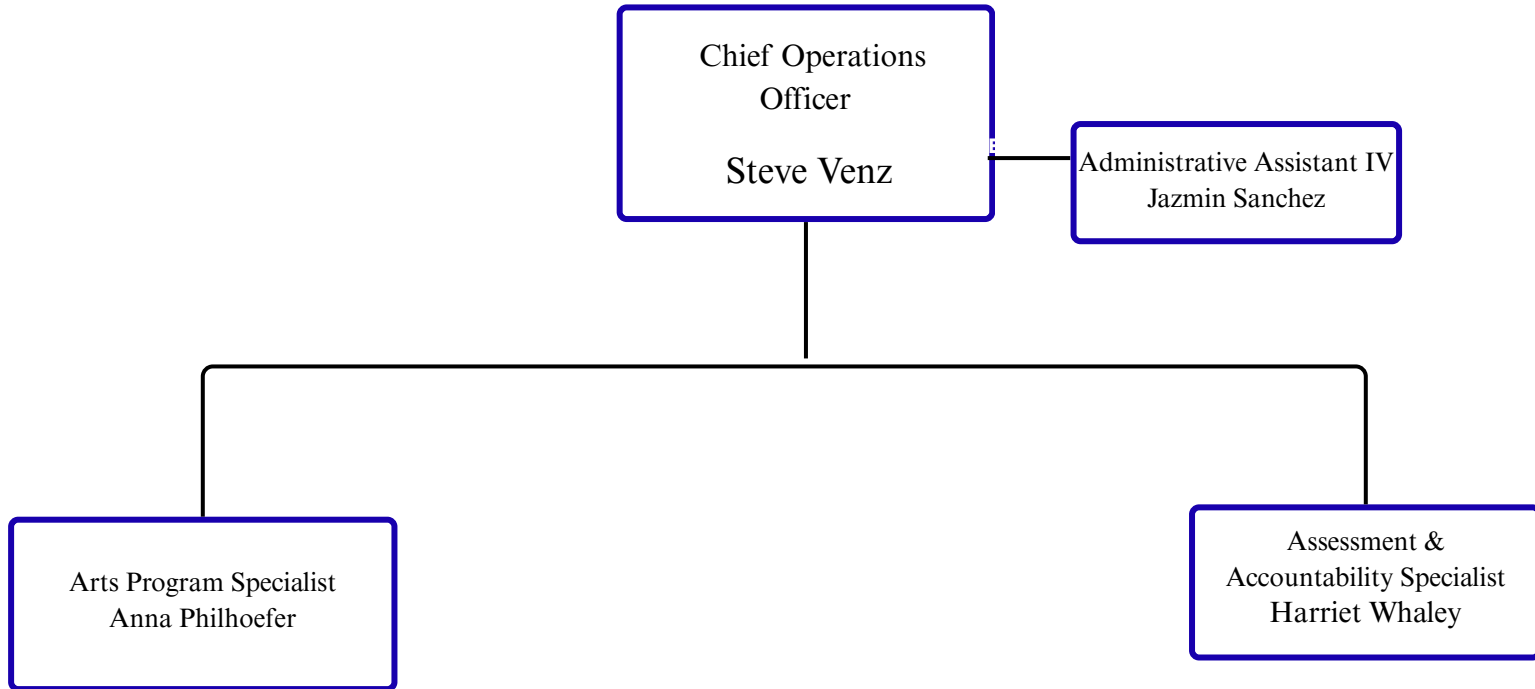 Chief Operations
Officer
Steve Venz
Administrative Assistant IV
Jazmin Sanchez
Arts Program Specialist
Anna Philhoefer
Assessment &
Accountability Specialist
Harriet Whaley